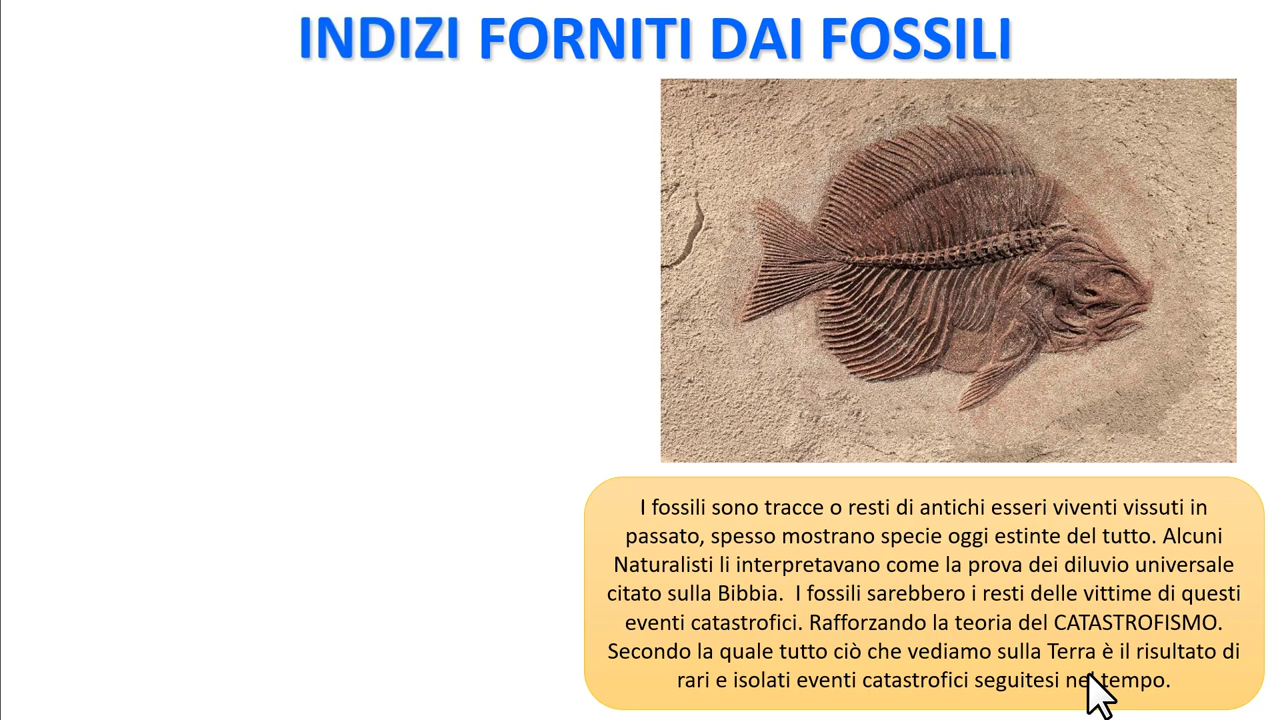 INDIZI FORNITI DAI FOSSILI
I fossili sono tracce o resti di antichi esseri viventi vissuti in
passato, spesso mostrano specie oggi estinte del tutto. Alcuni
Naturalisti li interpretavano come la prova dei diluvio universale
citato sulla Bibbia.  I fossili sarebbero i resti delle vittime di questi
eventi catastrofici. Rafforzando la teoria del CATASTROFISMO.
Secondo la quale tutto ciò che vediamo sulla Terra è il risultato di
rari e isolati eventi catastrofici seguitesi nel tempo.